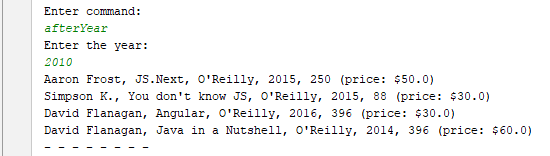 Enter command:
afterYear
Enter the year:
2010
Aaron Frost, JS.Next, O'Reilly, 2015, 250 (price: $50.0)
Simpson K., You don't know JS, O'Reilly, 2015, 88 (price: $30.0)
David Flanagan, Angular, O'Reilly, 2016, 396 (price: $30.0)
David Flanagan, Java in a Nutshell, O'Reilly, 2014, 396 (price: $60.0)
- - - - - - - -